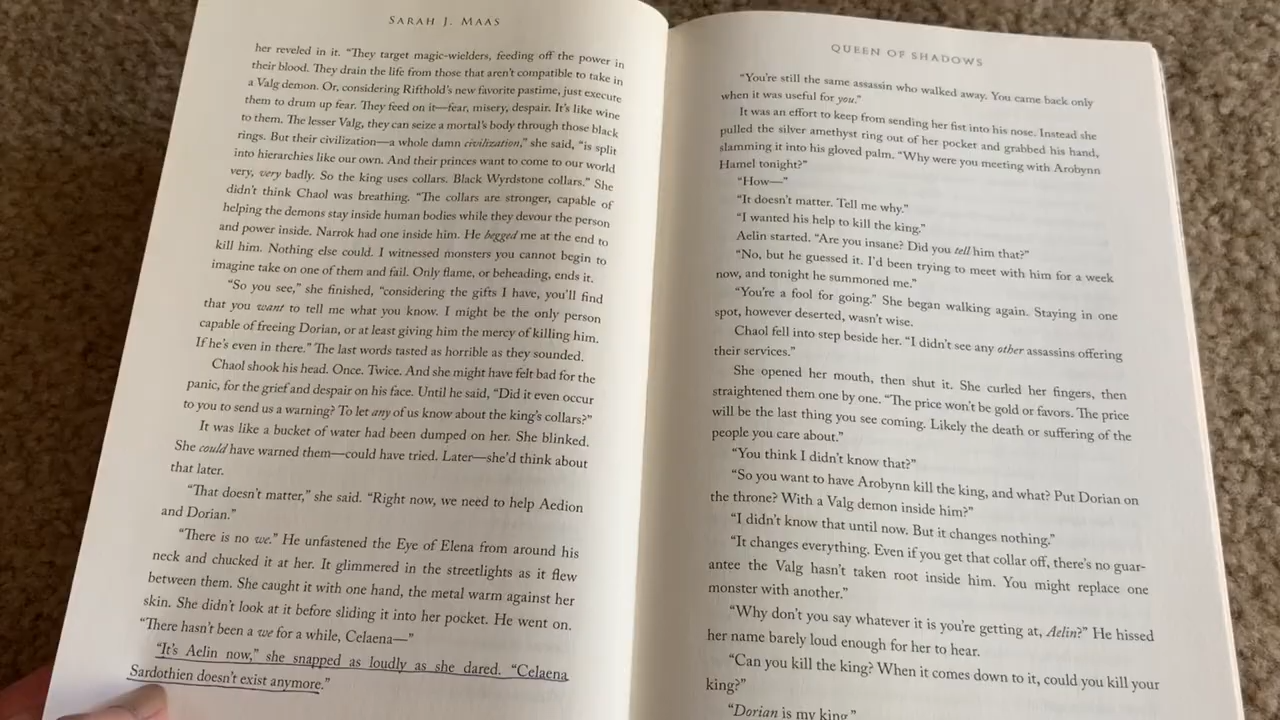 SARAH J. MAAS
her reveled in it. “They target magic-wielders, feeding off the power in
their blood. They drain the life from those that aren’t compatible to take in
a Valg demon. Or, considering Rifthold’s new favorite pastime, just execute
them to drum up fear. They feed on it—fear, misery, despair. It’s like wine
to them. The lesser Valg, they can seize a mortal’s body through those black
rings. But their civilization—a whole damn civilization,” she said, “is split
into hierarchies like our own. And their princes want to come to our world
very, very badly. So the king uses collars. Black Wyrdstone collars.” She
didn’t think Chaol was breathing. “The collars are stronger, capable of
helping the demons stay inside human bodies while they devour the person
and power inside. Narrok had one inside him. He begged me at the end to
kill him. Nothing else could. I witnessed monsters you cannot begin to
imagine take on one of them and fail. Only flame, or beheading, ends it.
“So you see,” she finished, “considering the gifts I have, you’ll find
that you want to tell me what you know. I might be the only person
capable of freeing Dorian, or at least giving him the mercy of killing him.
If he’s even in there.” The last words tasted as horrible as they sounded.
Chaol shook his head. Once. Twice. And she might have felt bad for the
panic, for the grief and despair on his face. Until he said, “Did it even occur
to you to send us a warning? To let any of us know about the king’s collars?”
It was like a bucket of water had been dumped on her. She blinked.
She could have warned them—could have tried. Later—she’d think about
that later.
“That doesn’t matter,” she said. “Right now, we need to help Aedion
and Dorian.”
“There is no we.” He unfastened the Eye of Elena from around his
neck and chucked it at her. It glimmered in the streetlights as it flew
between them. She caught it with one hand, the metal warm against her
skin. She didn’t look at it before sliding it into her pocket. He went on.
“There hasn’t been a we for a while, Celaena—”
“It’s Aelin now,” she snapped as loudly as she dared. “Celaena
Sardothien doesn’t exist anymore.”
QUEEN OF SHADOWS
“You’re still the same assassin who walked away. You came back only
when it was useful for you.”
It was an effort to keep from sending her fist into his nose. Instead she
pulled the silver amethyst ring out of her pocket and grabbed his hand,
slamming it into his gloved palm. “Why were you meeting with Arobynn
Hamel tonight?”
“How—”
“It doesn’t matter. Tell me why.”
“I wanted his help to kill the king.”
Aelin started. “Are you insane? Did you tell him that?”
“No, but he guessed it. I’d been trying to meet with him for a week
now, and tonight he summoned me.”
“You’re a fool for going.” She began walking again. Staying in one
spot, however deserted, wasn’t wise.
Chaol fell into step beside her. “I didn’t see any other assassins offering
their services.”
She opened her mouth, then shut it. She curled her fingers, then
straightened them one by one. “The price won’t be gold or favors. The price
will be the last thing you see coming. Likely the death or suffering of the
people you care about.”
“You think I didn’t know that?”
“So you want to have Arobynn kill the king, and what? Put Dorian on
the throne? With a Valg demon inside him?”
“I didn’t know that until now. But it changes nothing.”
“It changes everything. Even if you get that collar off, there’s no guar-
antee the Valg hasn’t taken root inside him. You might replace one
monster with another.”
“Why don’t you say whatever it is you’re getting at, Aelin?” He hissed
her name barely loud enough for her to hear.
“Can you kill the king? When it comes down to it, could you kill your
king?”
“Dorian is my king.”